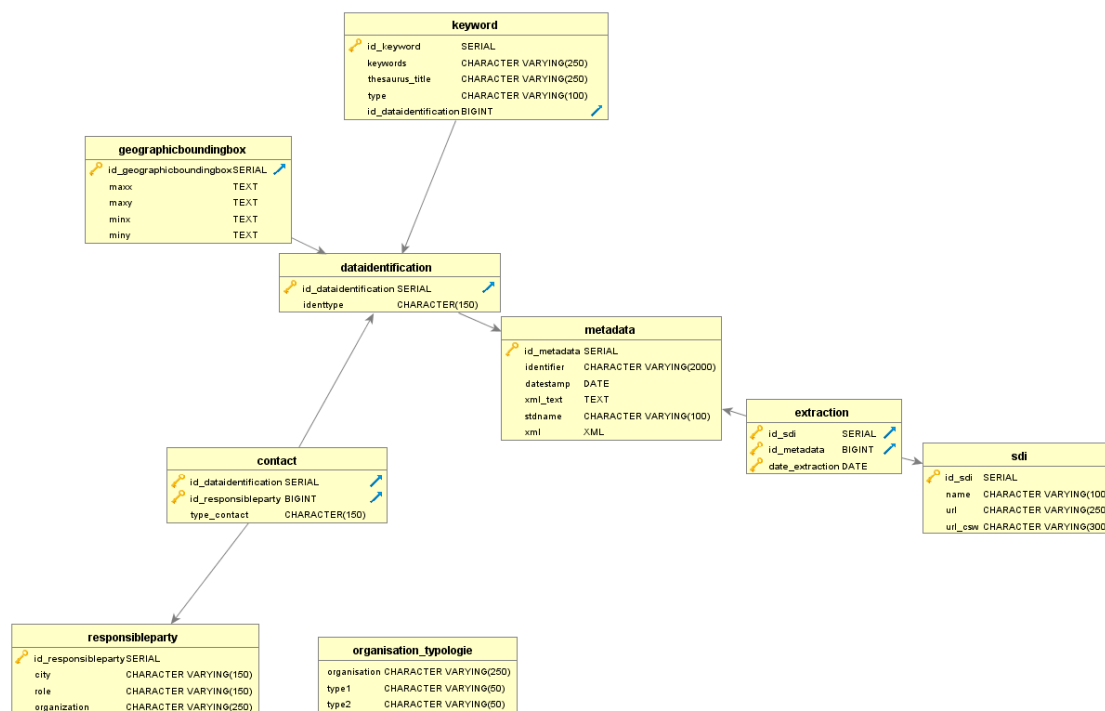 keyword
id_keyword SERIAL
keywords CHARACTER VARYING(250)
thesaurus_title CHARACTER VARYING(250)
type CHARACTER VARYING(100)
id_dataidentification BIGINT
geographicboundingbox
id_geographicboundingbox SERIAL
maxx TEXT
maxy TEXT
minx TEXT
miny TEXT
dataidentification
id_dataidentification SERIAL
identtype CHARACTER(150)
metadata
id_metadata SERIAL
identifier CHARACTER VARYING(2000)
datestamp DATE
xml_text TEXT
stdname CHARACTER VARYING(100)
xml XML
extraction
id_sdi SERIAL
id_metadata BIGINT
date_extraction DATE
sdi
id_sdi SERIAL
name CHARACTER VARYING(100
url CHARACTER VARYING(250
url_csw CHARACTER VARYING(300
contact
id_dataidentification SERIAL
id_responsibleparty BIGINT
type_contact CHARACTER(150)
responsibleparty
id_responsibleparty SERIAL
city CHARACTER VARYING(150)
role CHARACTER VARYING(150)
organization CHARACTER VARYING(250)
organisation_typologie
organisation CHARACTER VARYING(250)
type1 CHARACTER VARYING(50)
type2 CHARACTER VARYING(50)